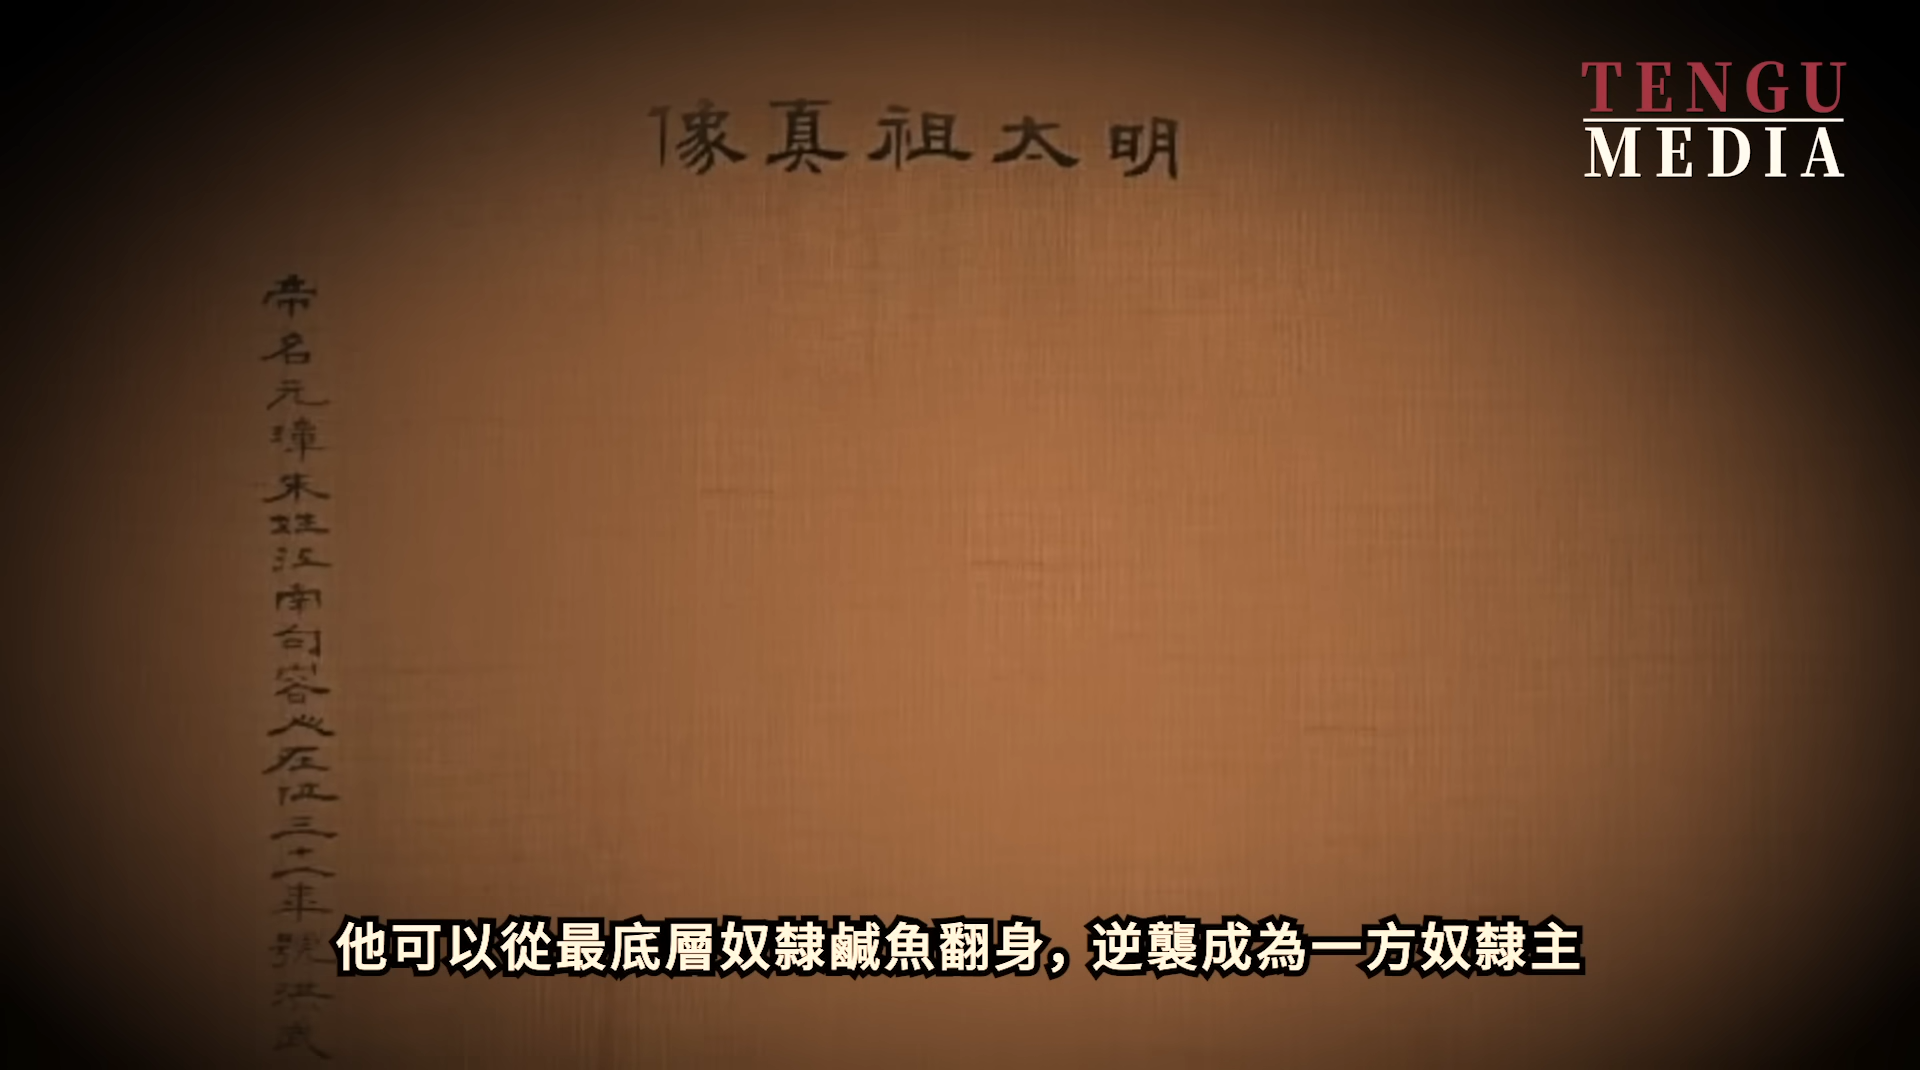 TENGU
MEDIA
明太祖真像
帝名元璋朱姓江南句容人在位三十一年號洪武
他可以從最底層奴隸鹹魚翻身，逆襲成為一方奴隸主